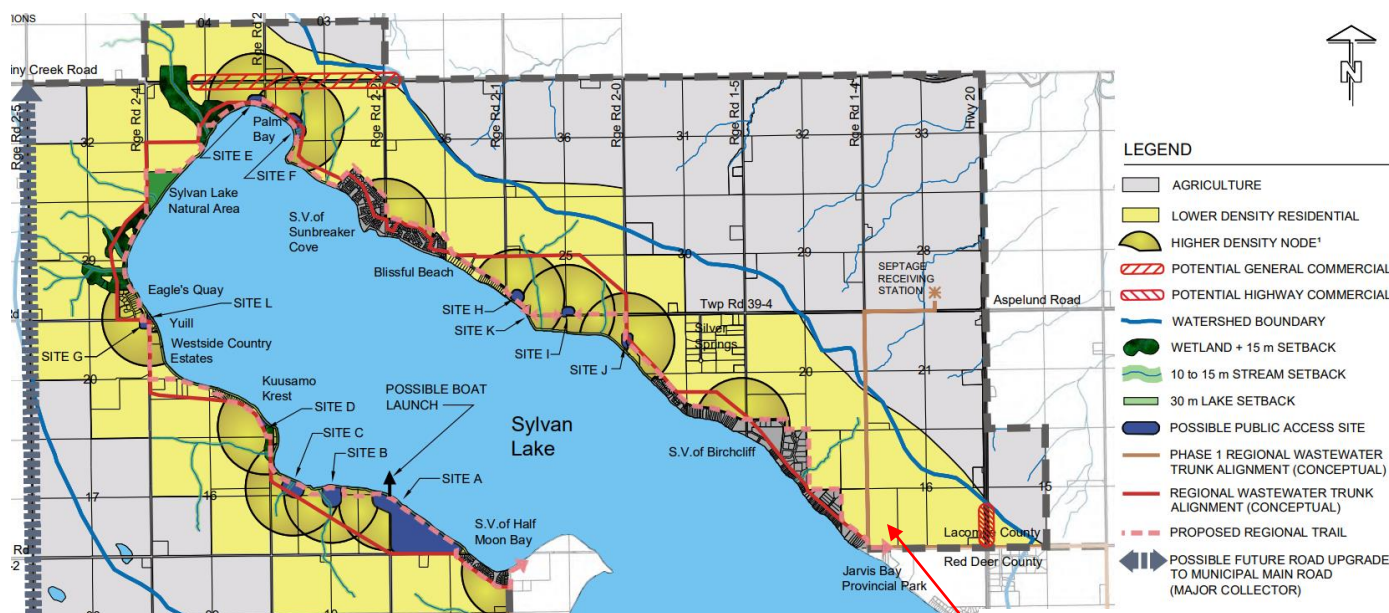 IONS
04
03
Rge Rd 2
iny Creek Road
Rge Rd 2-5
Rge Rd 2-4
Rge Rd 2-2
Rge Rd 2-1
Rge Rd 2-0
Rge Rd 1-5
Rge Rd 1-4
Hwy 20
N
32
35
36
31
32
33
Palm
Bay
SITE E
SITE F
Sylvan Lake
Natural Area
S.V.of
Sunbreaker
Cove
Blissful Beach
29
25
30
29
28
Eagle's Quay
SITE L
SITE H
SITE K
SITE I
SITE J
SEPTAGE
RECEIVING
STATION
Twp Rd 39-4
Aspelund Road
Silver
Springs
Yuill
SITE G
Westside Country
Estates
20
20
21
Kuusamo
Krest
POSSIBLE BOAT
LAUNCH
Sylvan
Lake
SITE D
SITE C
SITE B
SITE A
S.V.of Birchcliff
17
16
16
15
S.V.of Half
Moon Bay
Rd
-2
Lacombe County
Red Deer County
Jarvis Bay
Provincial Park
LEGEND
AGRICULTURE
LOWER DENSITY RESIDENTIAL
HIGHER DENSITY NODE¹
POTENTIAL GENERAL COMMERCIAL
POTENTIAL HIGHWAY COMMERCIAL
WATERSHED BOUNDARY
WETLAND + 15 m SETBACK
10 to 15 m STREAM SETBACK
30 m LAKE SETBACK
POSSIBLE PUBLIC ACCESS SITE
PHASE 1 REGIONAL WASTEWATER
TRUNK ALIGNMENT (CONCEPTUAL)
REGIONAL WASTEWATER TRUNK
ALIGNMENT (CONCEPTUAL)
PROPOSED REGIONAL TRAIL
POSSIBLE FUTURE ROAD UPGRADE
TO MUNICIPAL MAIN ROAD
(MAJOR COLLECTOR)